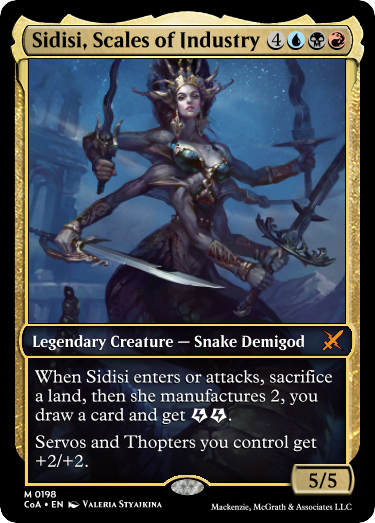 Sidisi, Scales of Industry 4
Legendary Creature — Snake Demigod
When Sidisi enters or attacks, sacrifice
a land, then she manufactures 2, you
draw a card and get
Servos and Thopters you control get
+2/+2.
5/5
M 0198
CoA • EN Valeria Styajkina
Mackenzie, McGrath & Associates LLC